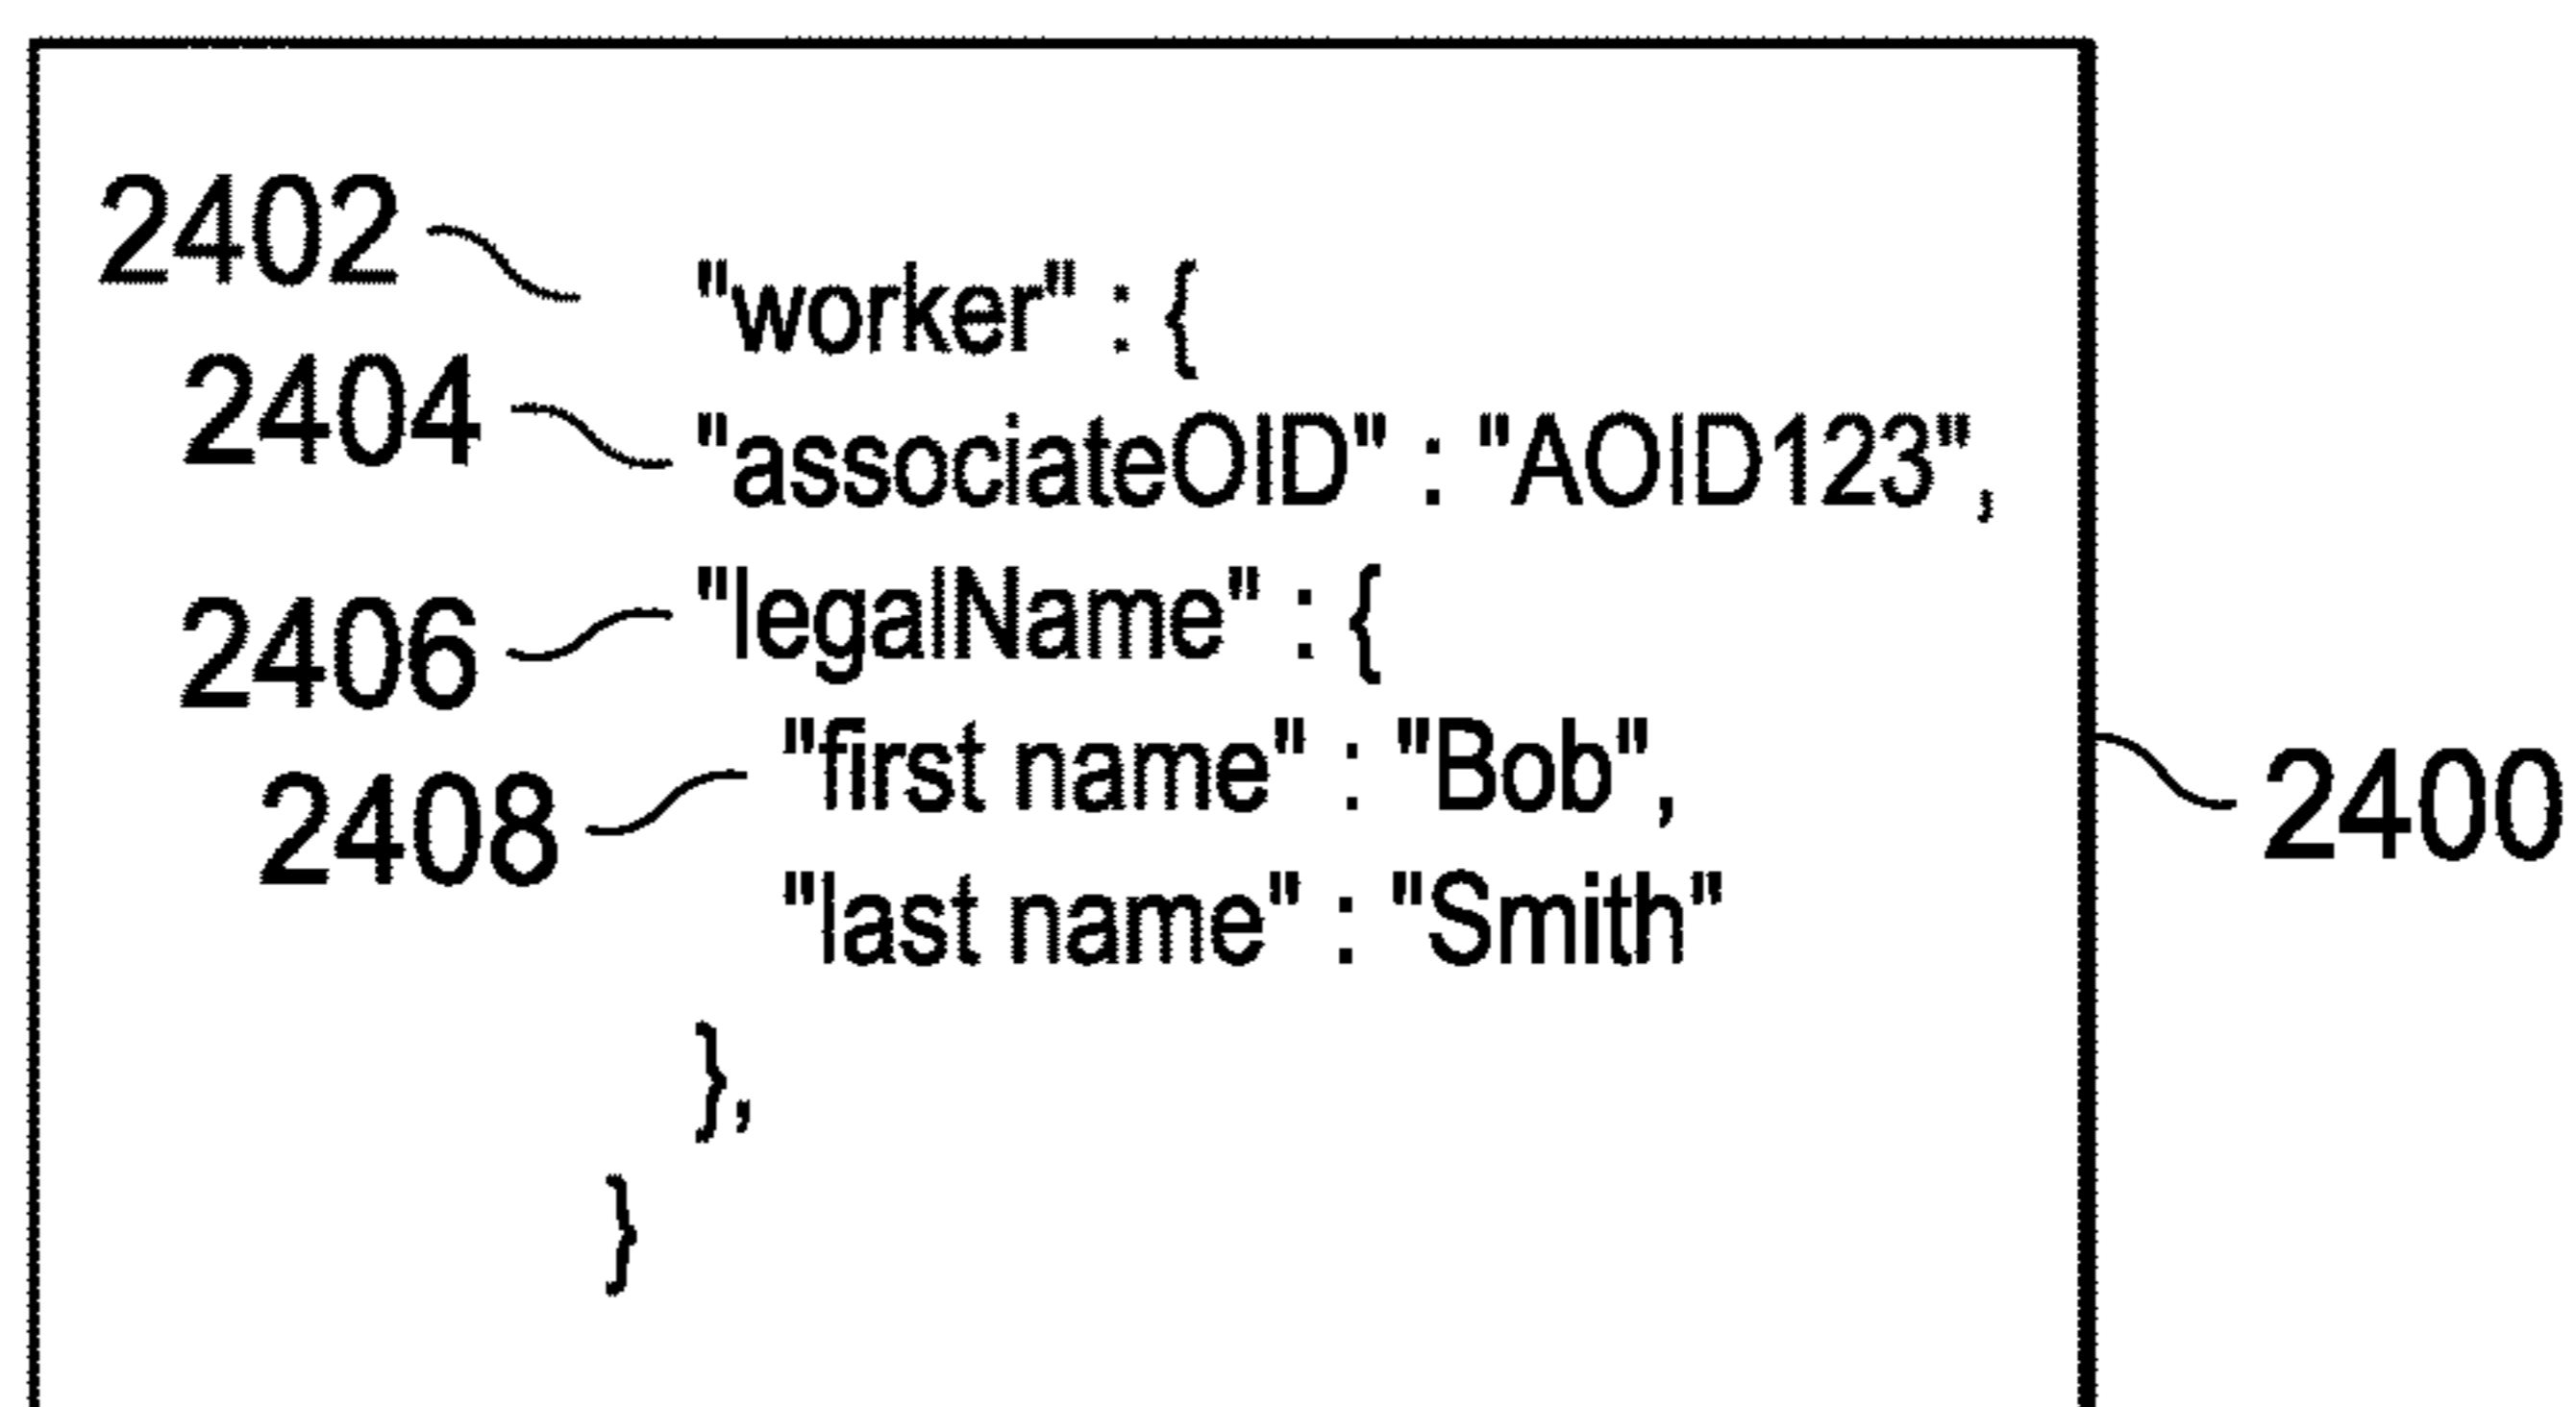 2402
"worker" : {
2404
"associateOID" : "AOID123",
2406
"legalName" : {
2408
"first name" : "Bob",
2400
"last name" : "Smith"
},
}